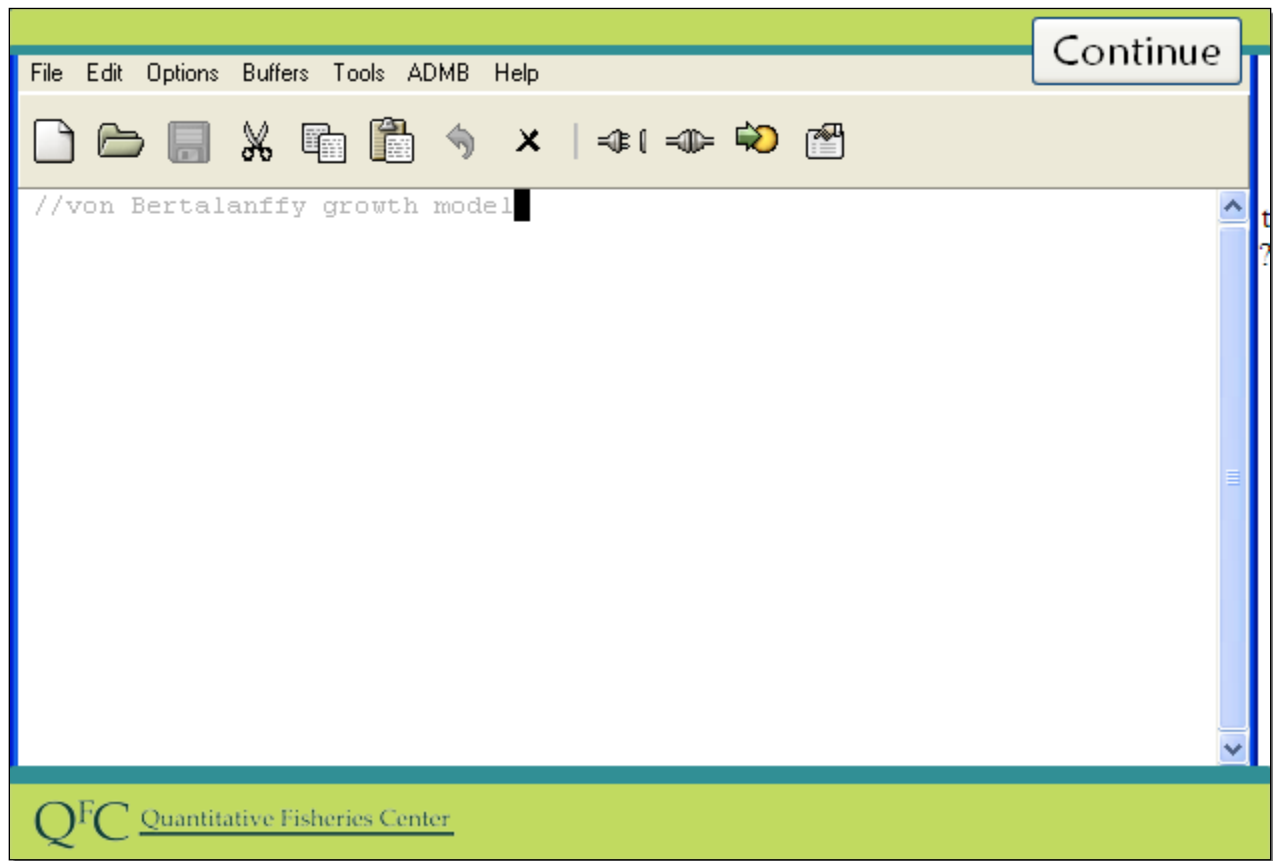 Continue
File Edit Options Buffers Tools ADMB Help
//von Bertalanffy growth model
t
?
QFC Quantitative Fisheries Center